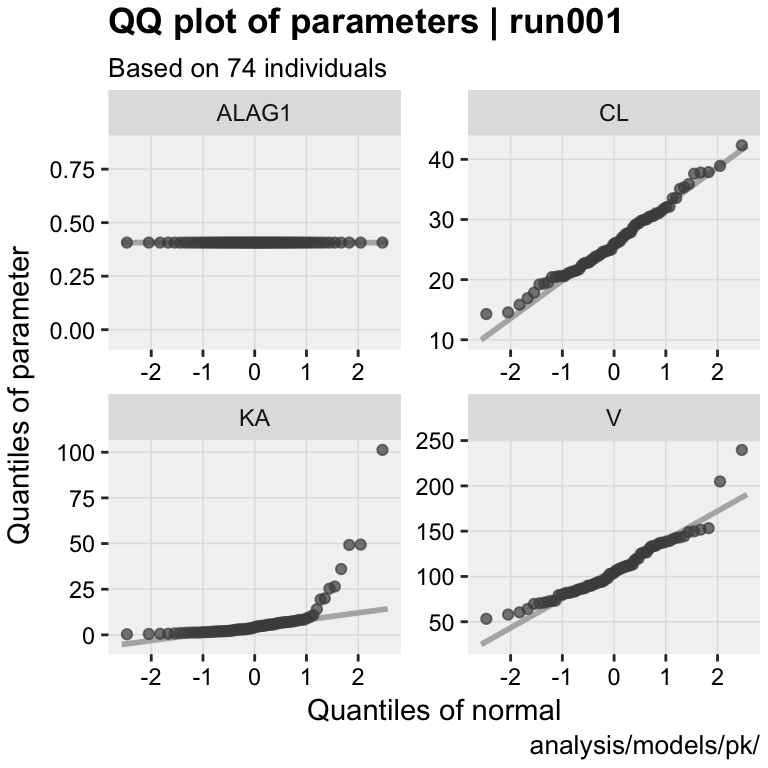 QQ plot of parameters | run001
Based on 74 individuals
ALAG1
CL
0.75
0.50
0.25
0.00
-2 -1 0 1 2
40
30
20
10
-2 -1 0 1 2
KA
V
100
75
50
25
0
-2 -1 0 1 2
250
200
150
100
50
-2 -1 0 1 2
Quantiles of parameter
Quantiles of normal
analysis/models/pk/